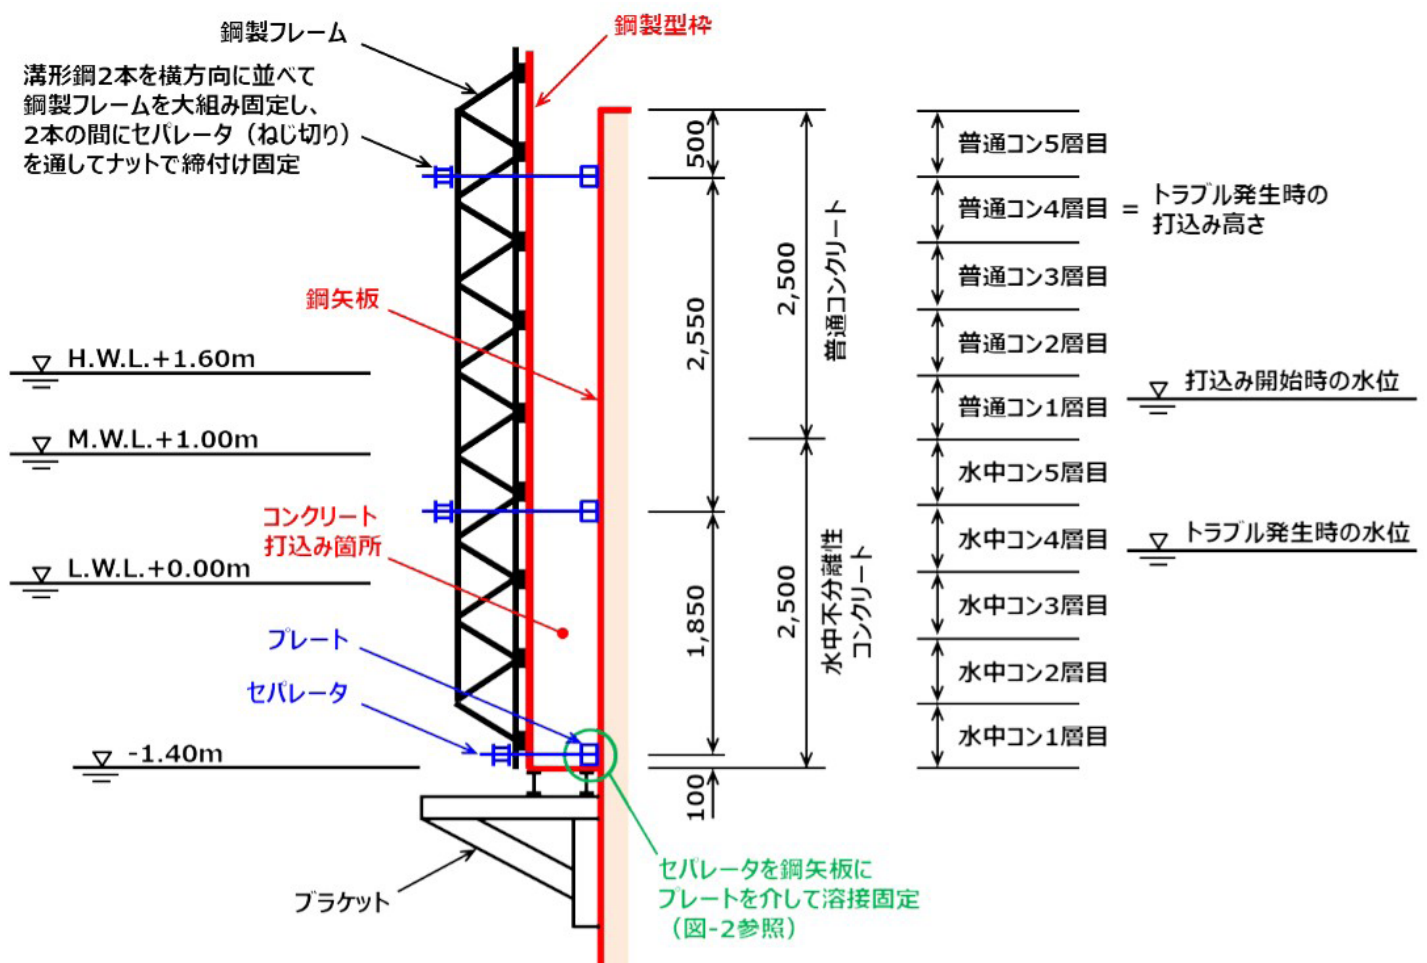 鋼製フレーム
鋼製型枠
溝形鋼2本を横方向に並べて
鋼製フレームを大組み固定し、
2本の間にセパレータ（ねじ切り）
を通してナットで締付け固定
500
2,550
1,850
100
2,500
2,500
普通コンクリート
水中不分離性
コンクリート
普通コン5層目
普通コン4層目 = トラブル発生時の
打込み高さ
普通コン3層目
普通コン2層目
普通コン1層目
水中コン5層目
水中コン4層目
水中コン3層目
水中コン2層目
水中コン1層目
打込み開始時の水位
トラブル発生時の水位
鋼矢板
H.W.L.+1.60m
M.W.L.+1.00m
L.W.L.+0.00m
-1.40m
コンクリート
打込み箇所
プレート
セパレータ
ブラケット
セパレータを鋼矢板に
プレートを介して溶接固定
（図-2参照）